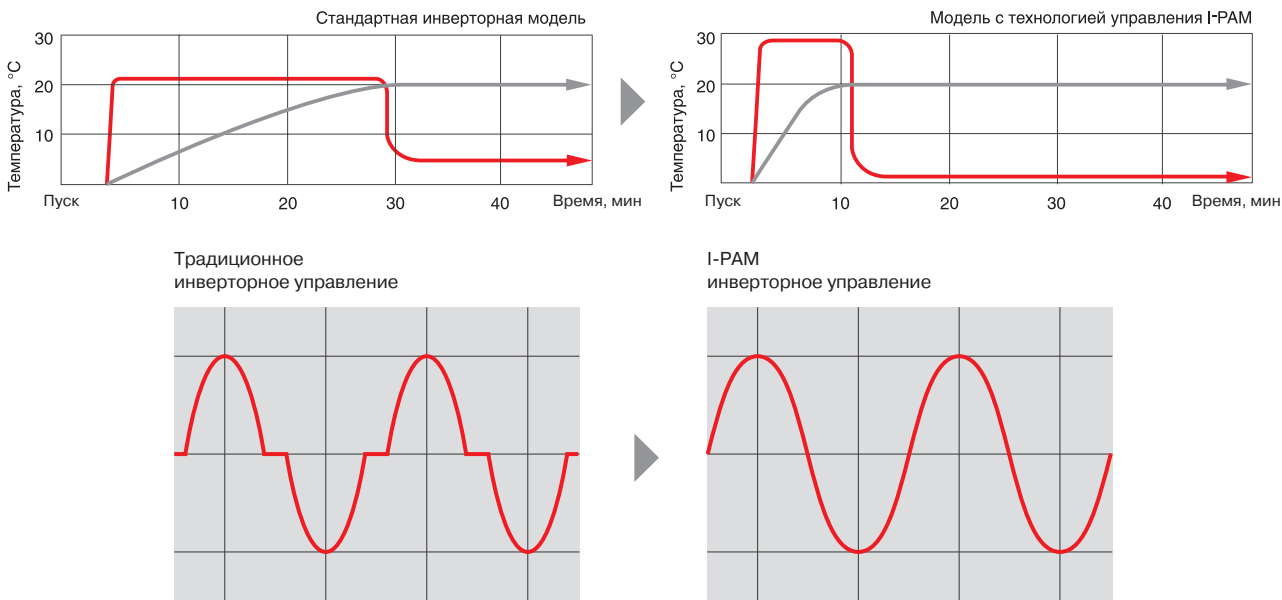 Стандартная инверторная модель
30
20
10
Температура, °C
Пуск 10 20 30 40 Время, мин
Модель с технологией управления I-PAM
30
20
10
Температура, °C
Пуск 10 20 30 40 Время, мин
Традиционное
инверторное управление
I-PAM
инверторное управление